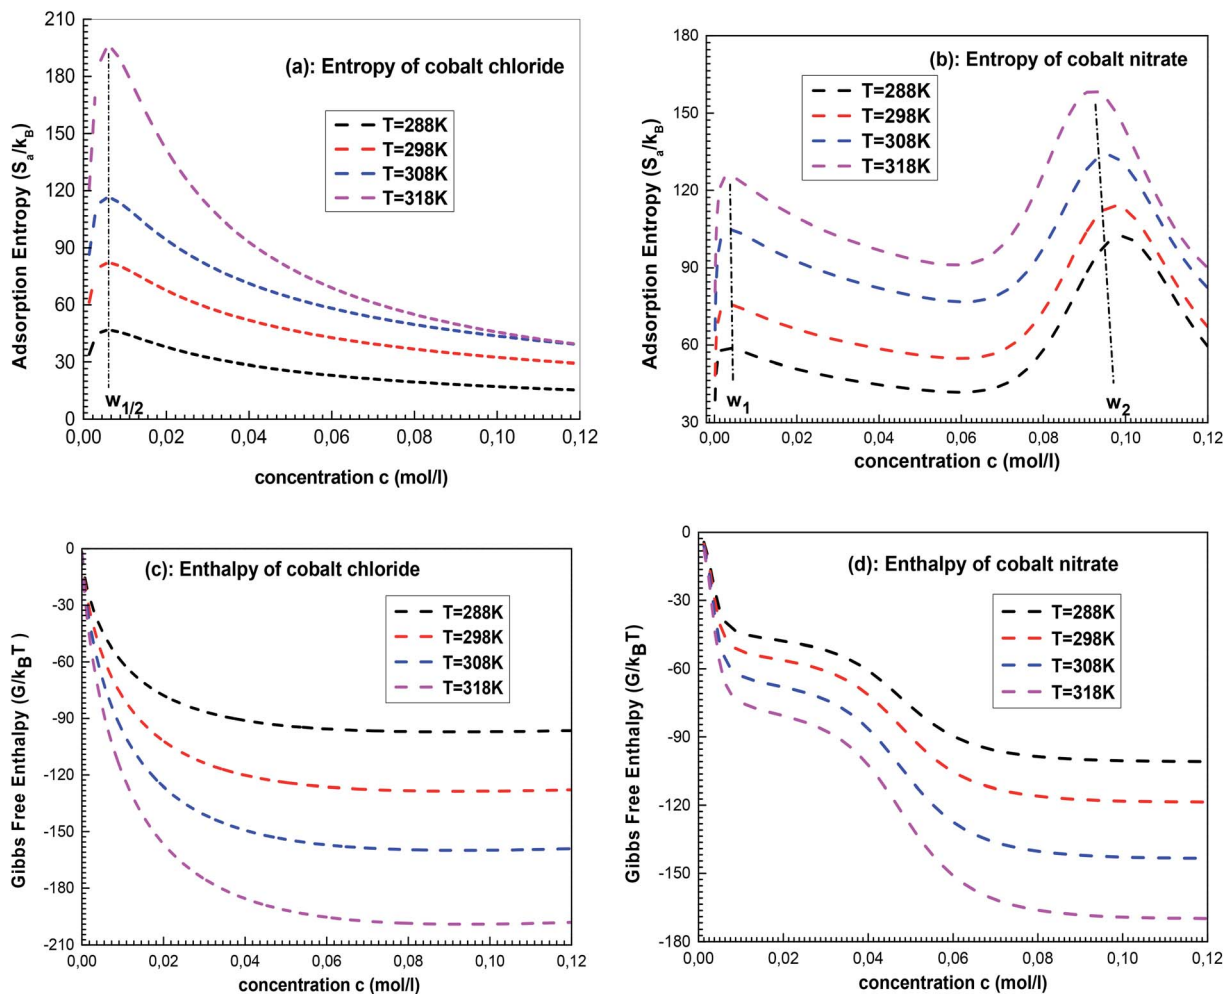 (a): Entropy of cobalt chloride
T=288K
T=298K
T=308K
T=318K
Adsorption Entropy (S_a/k_B)
210
180
150
120
90
60
30
0
w_1/2
0,00 0,02 0,04 0,06 0,08 0,10 0,12
concentration c (mol/l)
(b): Entropy of cobalt nitrate
T=288K
T=298K
T=308K
T=318K
Adsorption Entropy (S_a/k_B)
180
150
120
90
60
30
w_1
w_2
0,00 0,02 0,04 0,06 0,08 0,10 0,12
concentration c (mol/l)
(c): Enthalpy of cobalt chloride
T=288K
T=298K
T=308K
T=318K
Gibbs Free Enthalpy (G/k_BT )
0
-30
-60
-90
-120
-150
-180
-210
0,00 0,02 0,04 0,06 0,08 0,10 0,12
concentration c (mol/l)
(d): Enthalpy of cobalt nitrate
T=288K
T=298K
T=308K
T=318K
Gibbs Free Enthalpy (G/k_BT)
0
-30
-60
-90
-120
-150
-180
0,00 0,02 0,04 0,06 0,08 0,10 0,12
concentration c (mol/l)